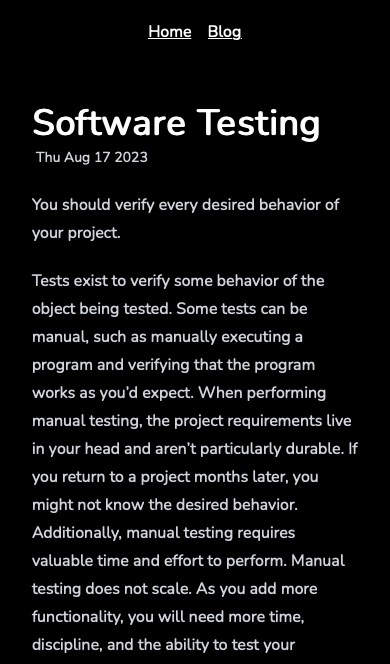 Home Blog
Software Testing
Thu Aug 17 2023
You should verify every desired behavior of
your project.
Tests exist to verify some behavior of the
object being tested. Some tests can be
manual, such as manually executing a
program and verifying that the program
works as you’d expect. When performing
manual testing, the project requirements live
in your head and aren’t particularly durable. If
you return to a project months later, you
might not know the desired behavior.
Additionally, manual testing requires
valuable time and effort to perform. Manual
testing does not scale. As you add more
functionality, you will need more time,
discipline, and the ability to test your